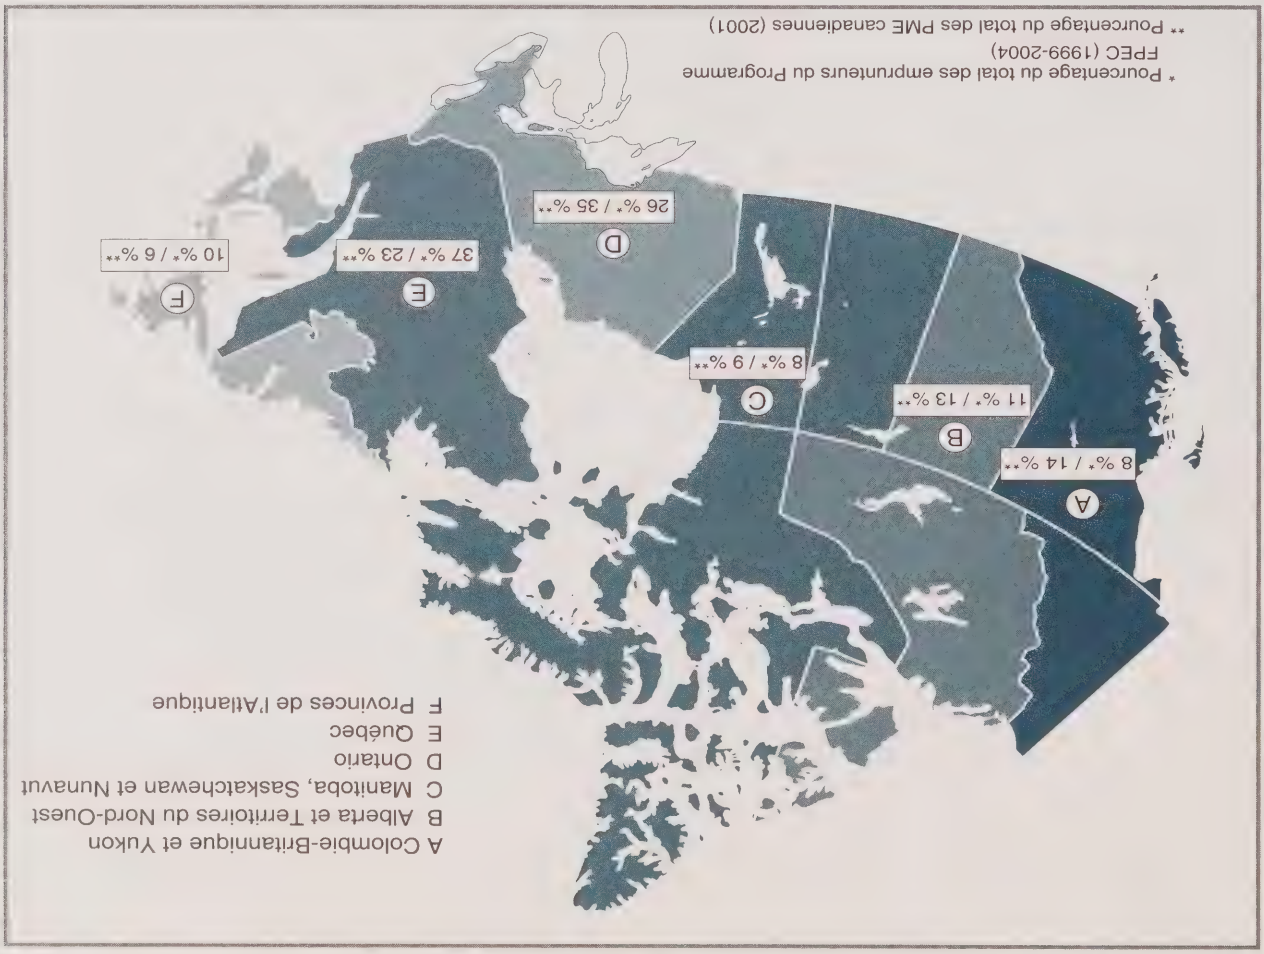 A Colombie-Britannique et Yukon
B Alberta et Territoires du Nord-Ouest
C Manitoba, Saskatchewan et Nunavut
D Ontario
E Québec
F Provinces de l'Atlantique
A
8 %* / 14 %**
B
11 %* / 13 %**
C
8 %* / 9 %**
D
26 %* / 35 %**
E
37 %* / 23 %**
F
10 %* / 6 %**
* Pourcentage du total des emprunteurs du Programme
FPEC (1999-2004)
** Pourcentage du total des PME canadiennes (2001)